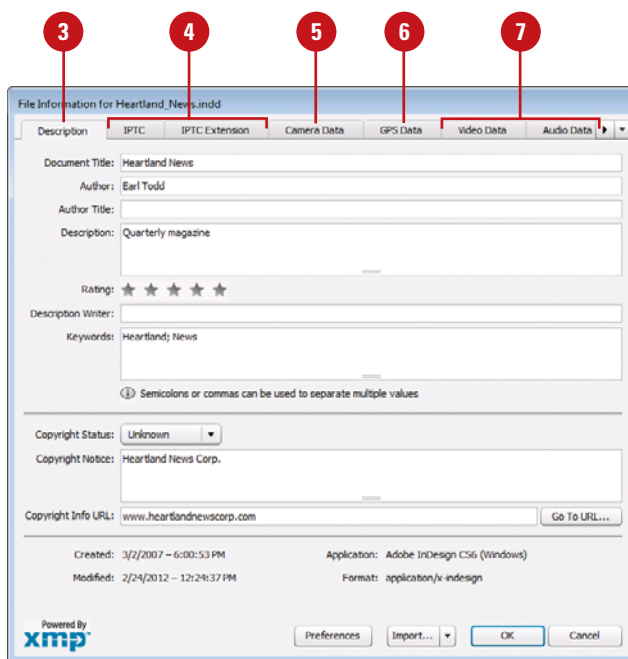 3 4 5 6 7
File Information for Heartland_News.indd
Description IPTC IPTC Extension Camera Data GPS Data Video Data Audio Data
Document Title: Heartland News
Author: Earl Todd
Author Title:
Description: Quarterly magazine
Rating:
Description Writer:
Keywords: Heartland; News
Semicolons or commas can be used to separate multiple values
Copyright Status: Unknown
Copyright Notice: Heartland News Corp.
Copyright Info URL: www.heartlandnewscorp.com Go To URL...
Created: 3/2/2007 – 6:00:53 PM Application: Adobe InDesign CS6 (Windows)
Modified: 2/24/2012 – 12:24:37 PM Format: application/x-indesign
Powered By
xmp Preferences Import... OK Cancel